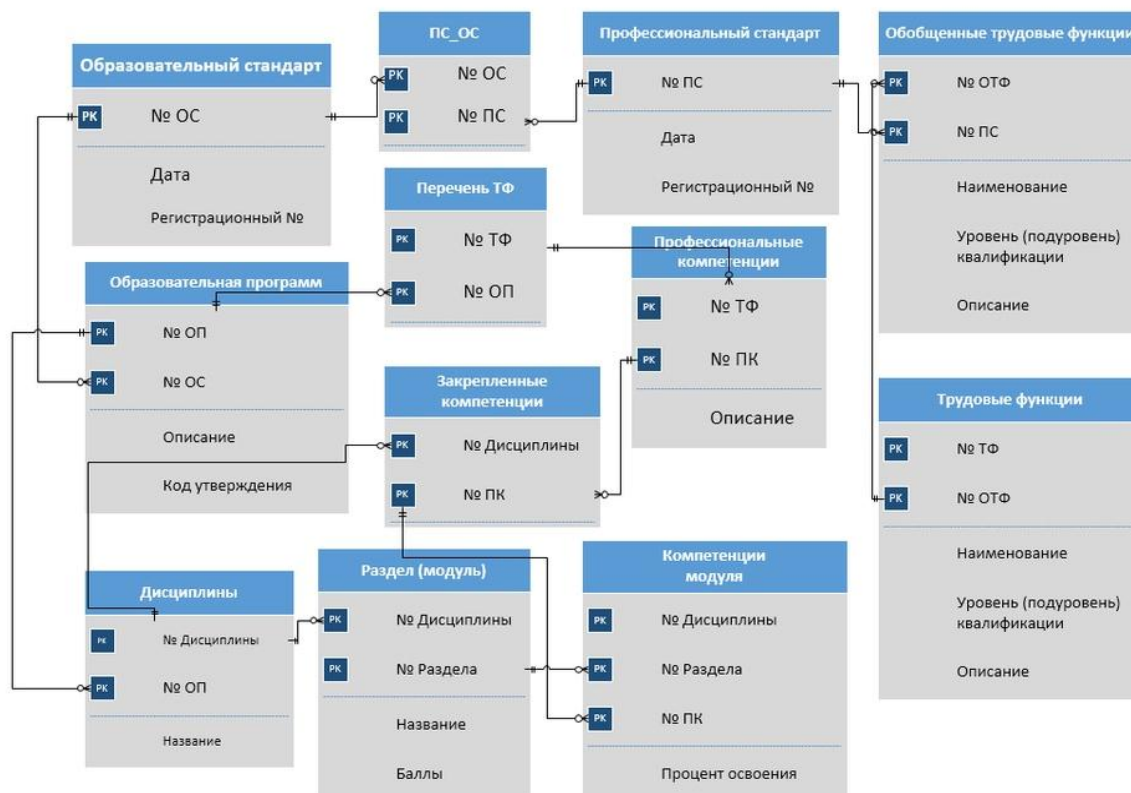 Образовательный стандарт
PK № ОС
Дата
Регистрационный №
ПС_ОС
PK № ОС
PK № ПС
Профессиональный стандарт
PK № ПС
Дата
Регистрационный №
Обобщенные трудовые функции
PK № ОТФ
PK № ПС
Наименование
Уровень (подуровень)
квалификации
Описание
Перечень ТФ
PK № ТФ
PK № ОП
Профессиональные
компетенции
PK № ТФ
PK № ПК
Описание
Образовательная программ
PK № ОП
PK № ОС
Описание
Код утверждения
Закрепленные
компетенции
PK № Дисциплины
PK № ПК
Трудовые функции
PK № ТФ
PK № ОТФ
Наименование
Уровень (подуровень)
квалификации
Описание
Дисциплины
PK № Дисциплины
PK № ОП
Название
Раздел (модуль)
PK № Дисциплины
PK № Раздела
Название
Баллы
Компетенции
модуля
PK № Дисциплины
PK № Раздела
PK № ПК
Процент освоения